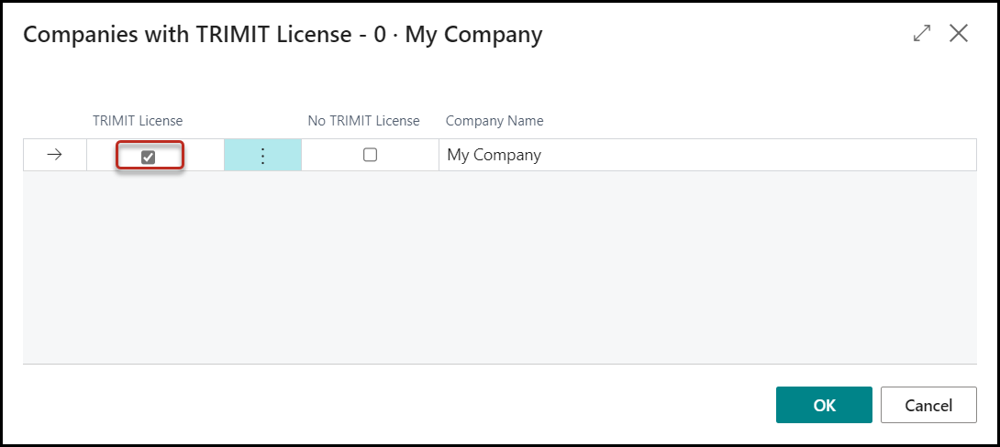 Companies with TRIMIT License - 0 · My Company
TRIMIT License No TRIMIT License Company Name
My Company
OK Cancel